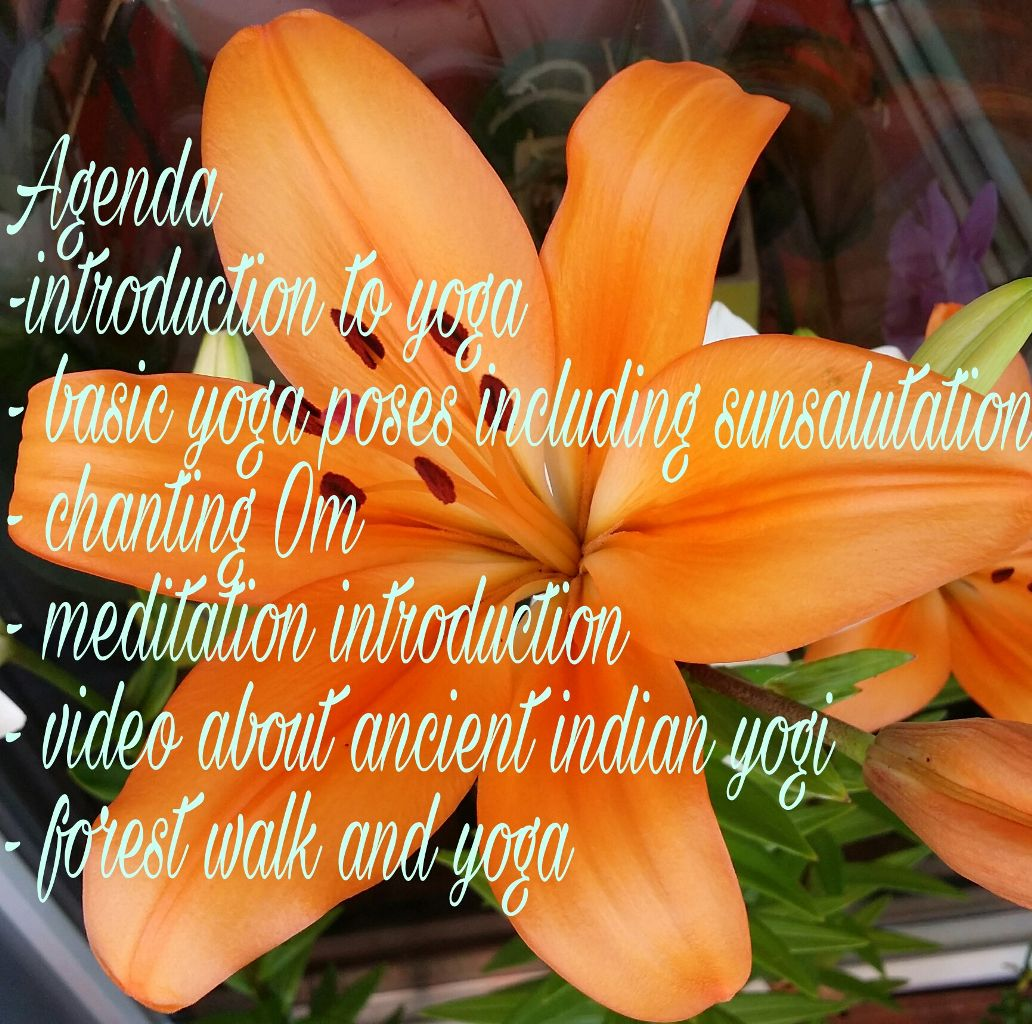 Agenda
-introduction to yoga
- basic yoga poses including sunsalutation
- chanting Om
- meditation introduction
- video about ancient indian yogi
- forest walk and yoga